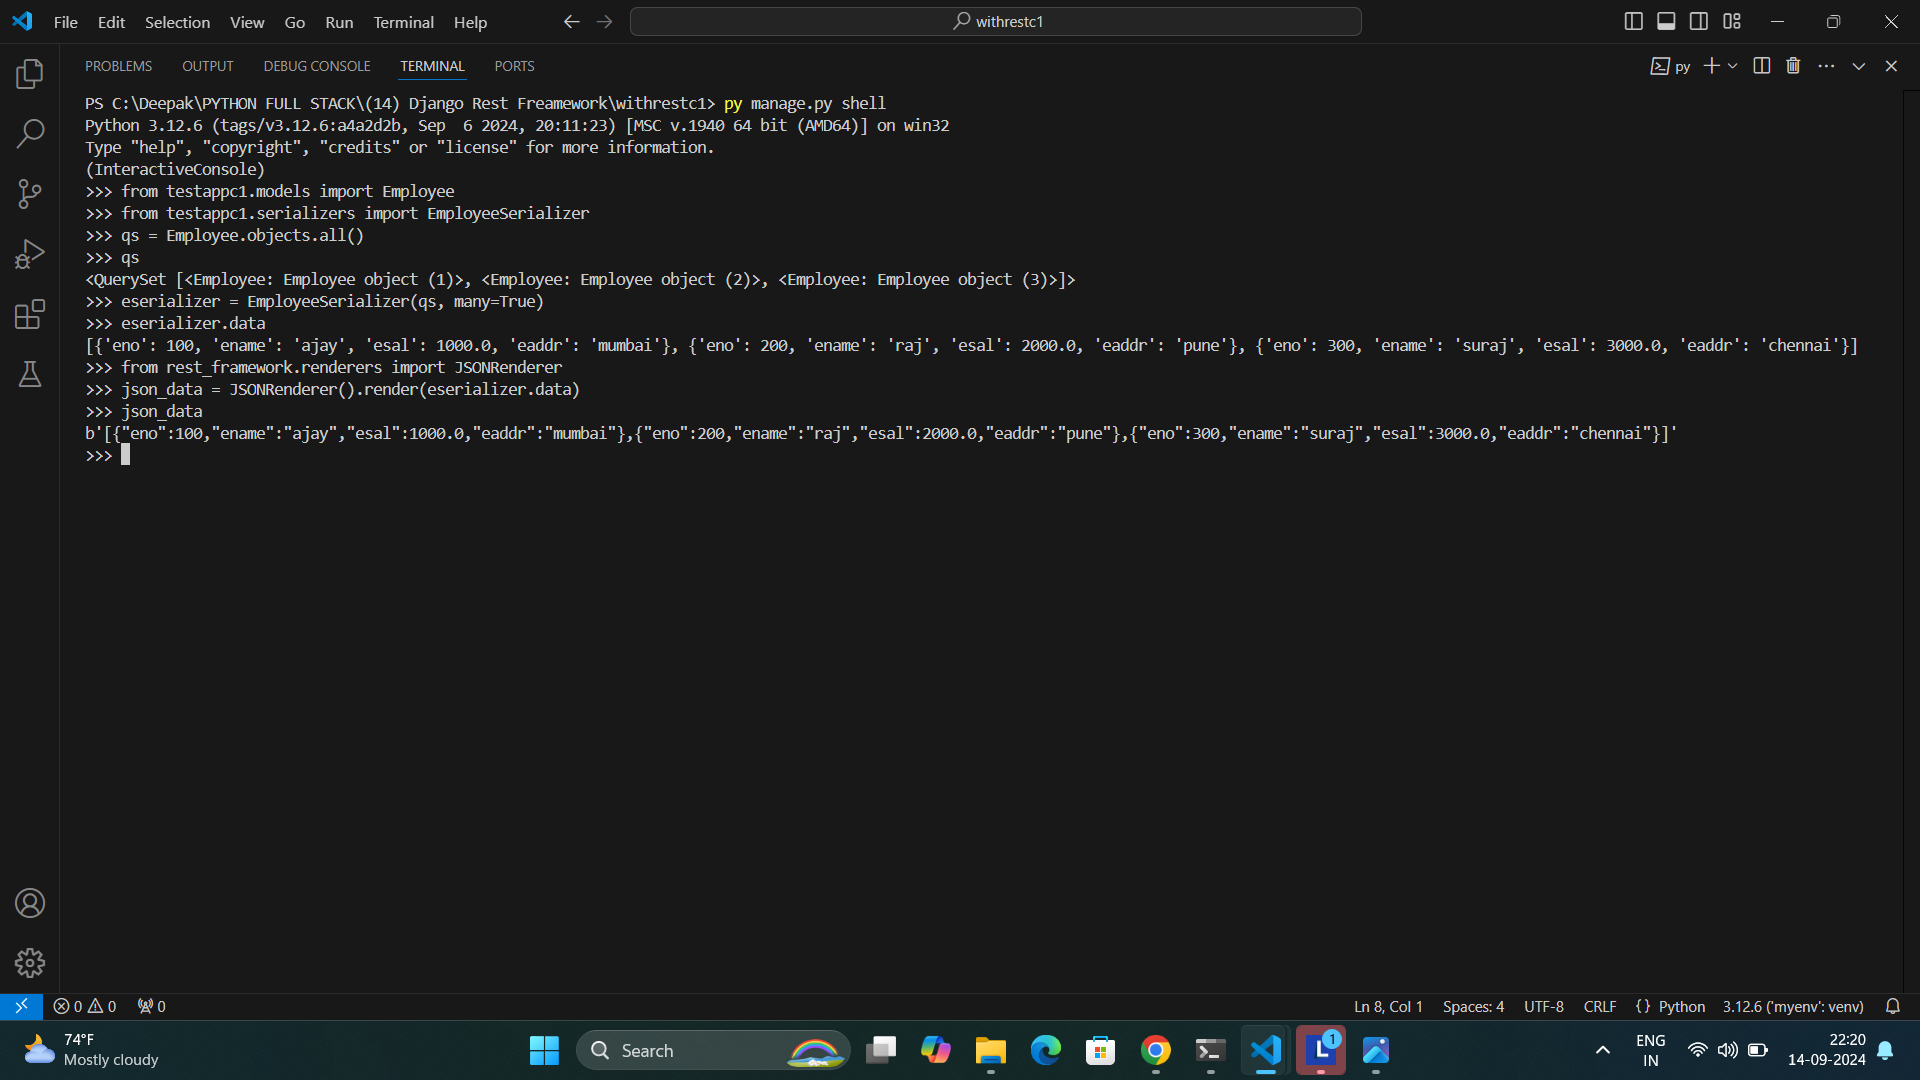 File Edit Selection View Go Run Terminal Help
withrestc1
PROBLEMS OUTPUT DEBUG CONSOLE TERMINAL PORTS
py
PS C:\Deepak\PYTHON FULL STACK\(14) Django Rest Freamework\withrestc1> py manage.py shell
Python 3.12.6 (tags/v3.12.6:a4a2d2b, Sep  6 2024, 20:11:23) [MSC v.1940 64 bit (AMD64)] on win32
Type "help", "copyright", "credits" or "license" for more information.
(InteractiveConsole)
>>> from testappc1.models import Employee
>>> from testappc1.serializers import EmployeeSerializer
>>> qs = Employee.objects.all()
>>> qs
<QuerySet [<Employee: Employee object (1)>, <Employee: Employee object (2)>, <Employee: Employee object (3)>]>
>>> eserializer = EmployeeSerializer(qs, many=True)
>>> eserializer.data
[{'eno': 100, 'ename': 'ajay', 'esal': 1000.0, 'eaddr': 'mumbai'}, {'eno': 200, 'ename': 'raj', 'esal': 2000.0, 'eaddr': 'pune'}, {'eno': 300, 'ename': 'suraj', 'esal': 3000.0, 'eaddr': 'chennai'}]
>>> from rest_framework.renderers import JSONRenderer
>>> json_data = JSONRenderer().render(eserializer.data)
>>> json_data
b'[{"eno":100,"ename":"ajay","esal":1000.0,"eaddr":"mumbai"},{"eno":200,"ename":"raj","esal":2000.0,"eaddr":"pune"},{"eno":300,"ename":"suraj","esal":3000.0,"eaddr":"chennai"}]'
>>>
0 0 0 Ln 8, Col 1 Spaces: 4 UTF-8 CRLF {} Python 3.12.6 ('myenv': venv)
74°F
Mostly cloudy
Search
L 1
ENG
IN
22:20
14-09-2024